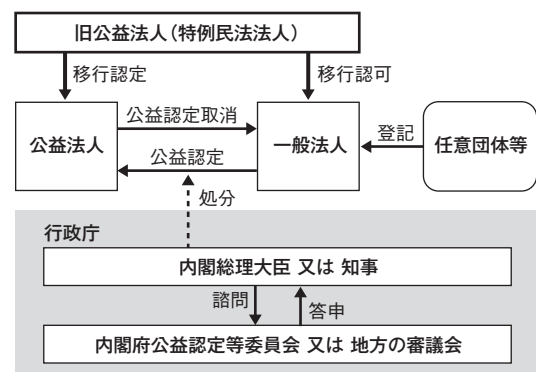 旧公益法人（特例民法法人）
移行認定
移行認可
公益法人
公益認定取消
公益認定
一般法人
登記
任意団体等
処分
行政庁
内閣総理大臣 又は 知事
諮問
答申
内閣府公益認定等委員会 又は 地方の審議会